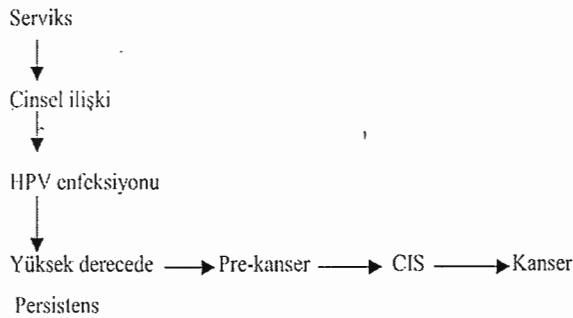 Serviks
Cinsel ilişki
HPV enfeksiyonu
Yüksek derecede Pre-kanser CIS Kanser
Persistens